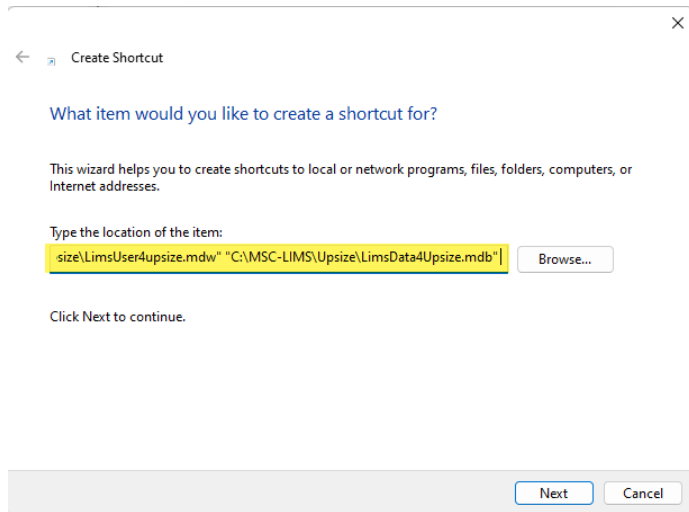 Create Shortcut
What item would you like to create a shortcut for?
This wizard helps you to create shortcuts to local or network programs, files, folders, computers, or
Internet addresses.
Type the location of the item:
size\LimsUser4upsize.mdw" "C:\MSC-LIMS\Upsize\LimsData4Upsize.mdb"
Browse...
Click Next to continue.
Next
Cancel